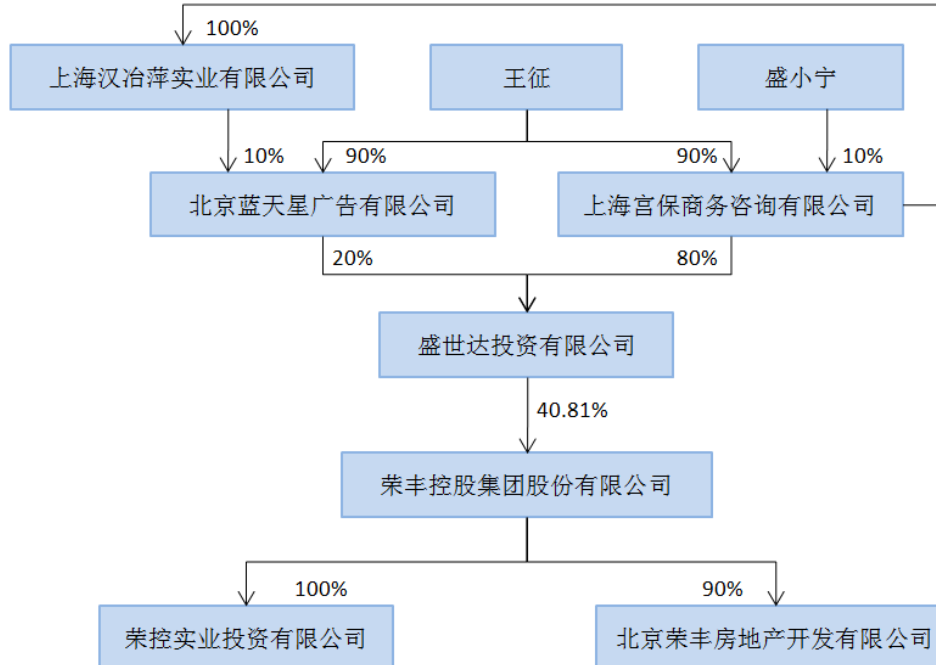 100%
上海汉冶萍实业有限公司
王征
盛小宁
10%
90%
90%
10%
北京蓝天星广告有限公司
上海宫保商务咨询有限公司
20%
80%
盛世达投资有限公司
40.81%
荣丰控股集团股份有限公司
100%
90%
荣控实业投资有限公司
北京荣丰房地产开发有限公司